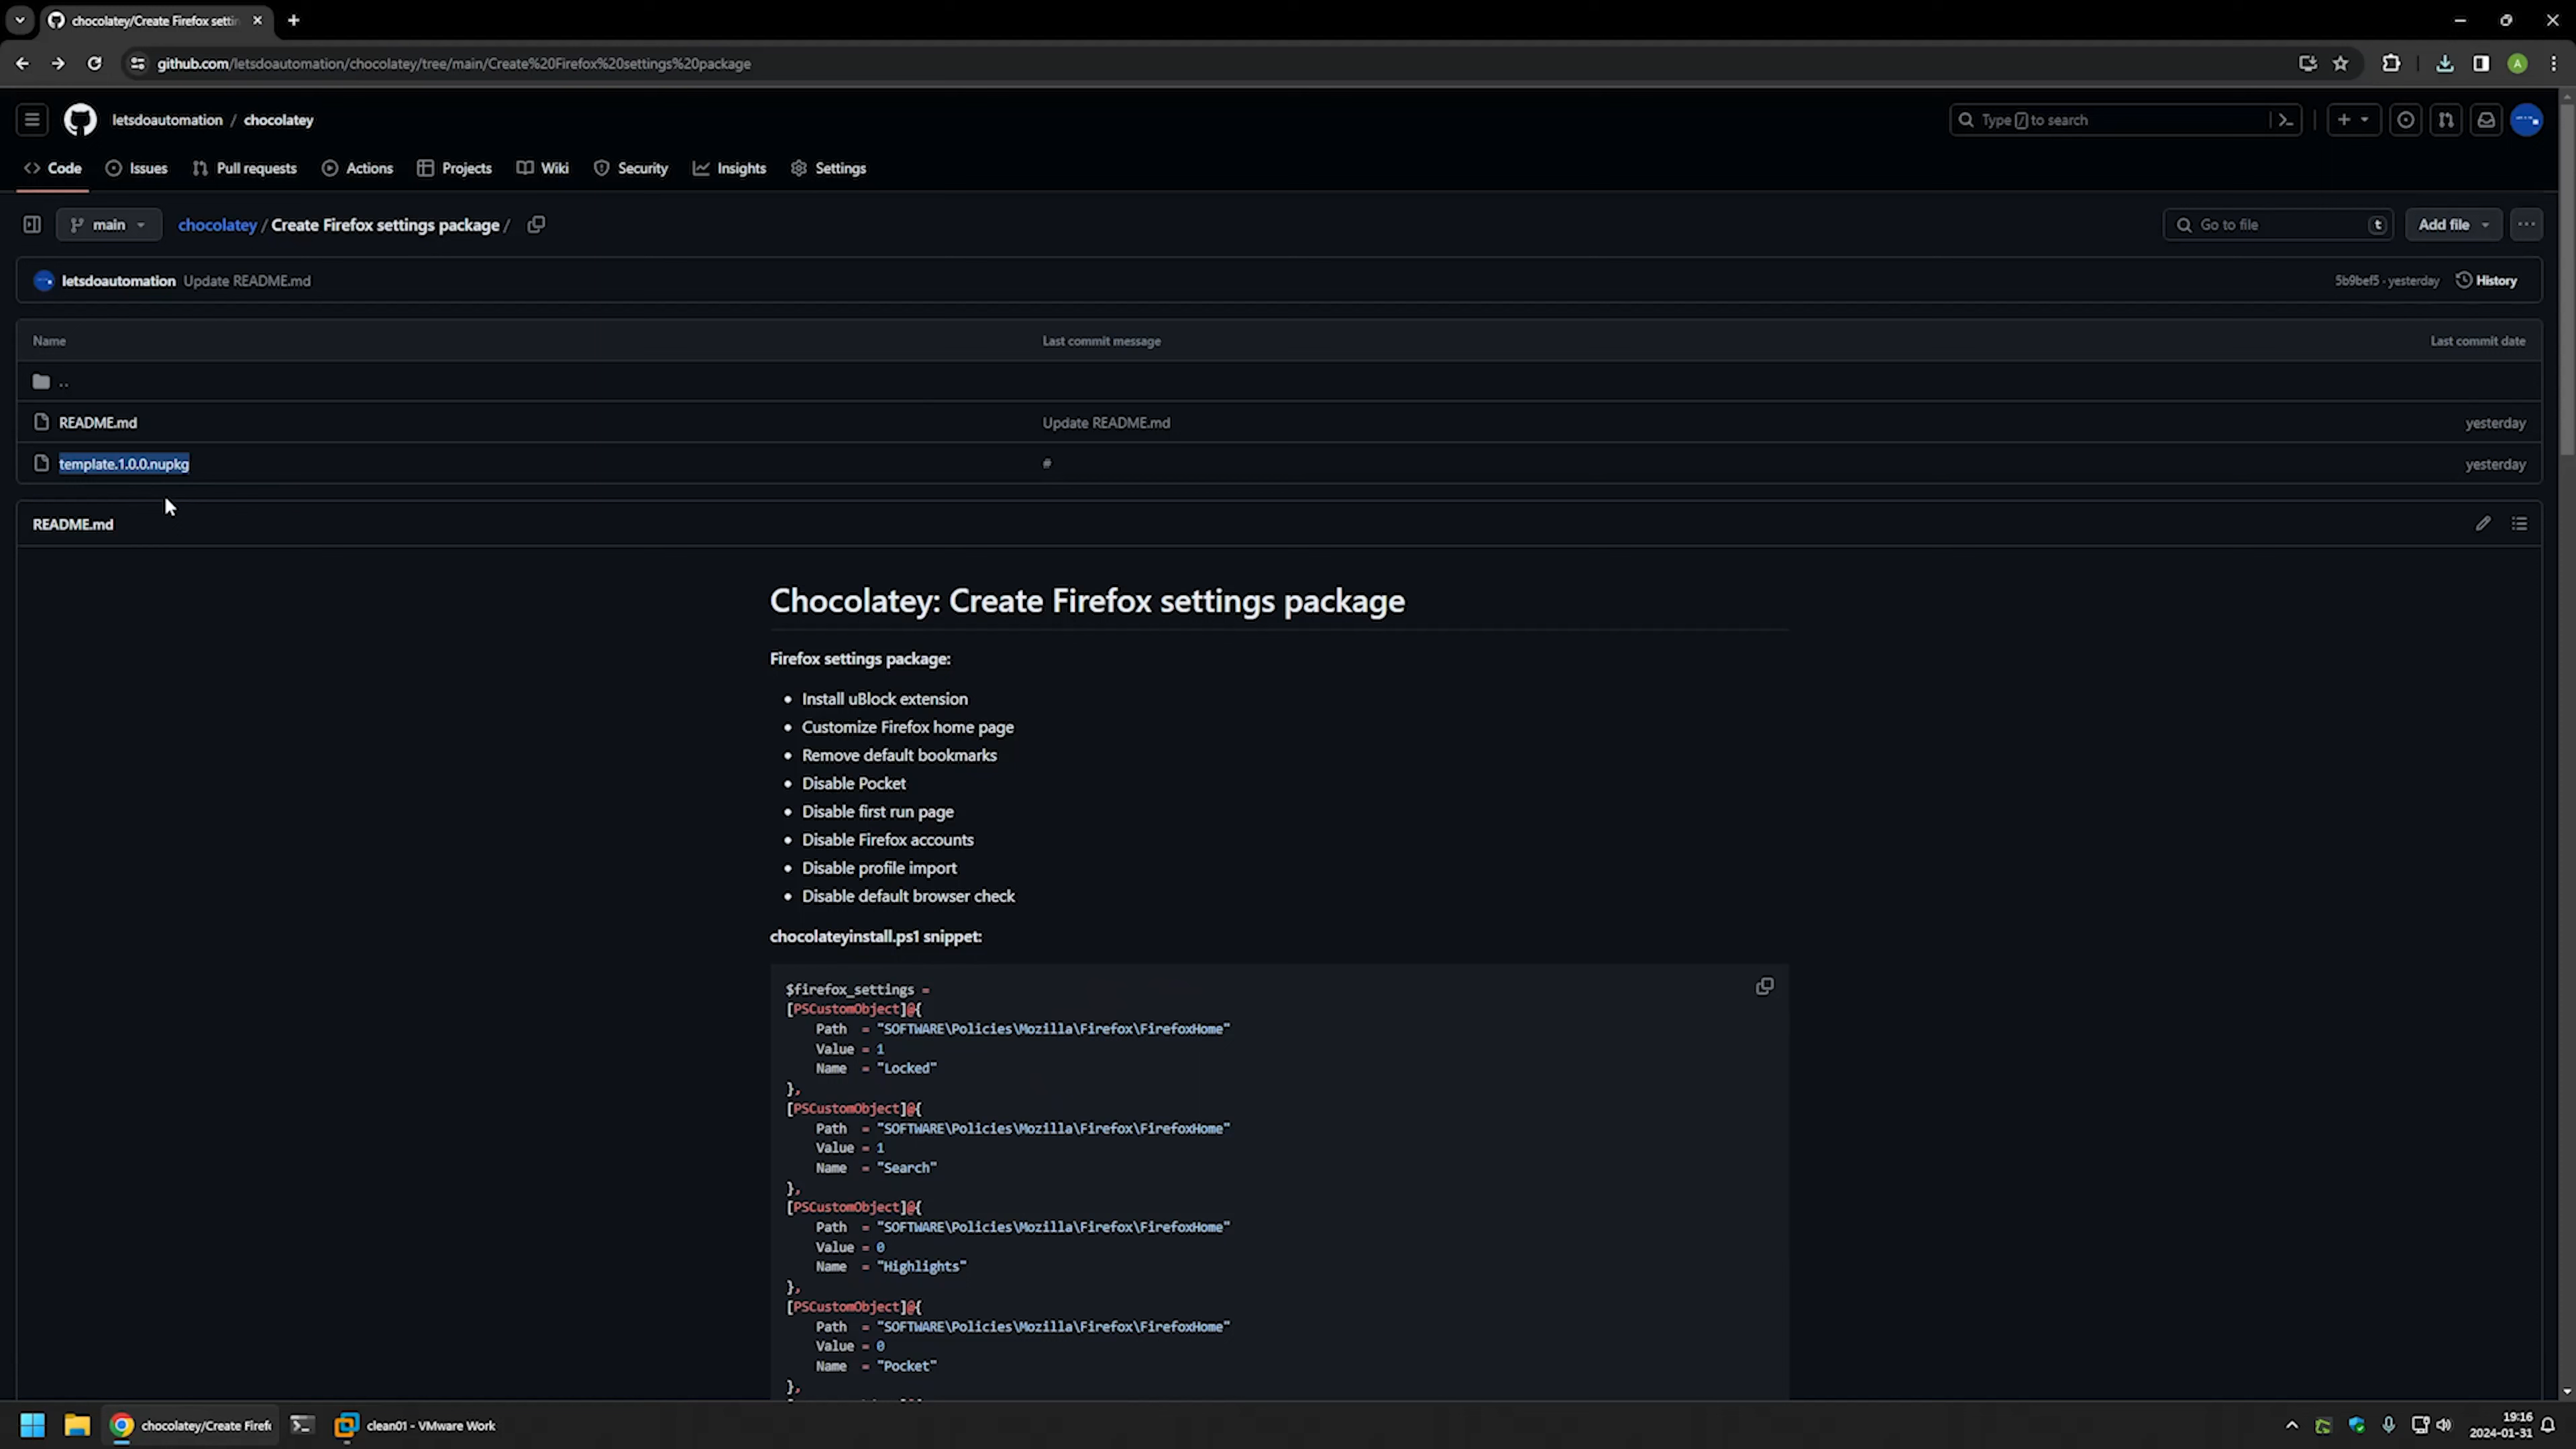 chocolatey/Create Firefox settin
github.com/letsdoautomation/chocolatey/tree/main/Create%20Firefox%20settings%20package
A
letsdoautomation / chocolatey
Type / to search
Code Issues Pull requests Actions Projects Wiki Security Insights Settings
main chocolatey / Create Firefox settings package /
Go to file t Add file
letsdoautomation Update README.md 5b9bef5 · yesterday History
Name Last commit message Last commit date
..
README.md Update README.md yesterday
template.1.0.0.nupkg # yesterday
README.md
Chocolatey: Create Firefox settings package
Firefox settings package:
• Install uBlock extension
• Customize Firefox home page
• Remove default bookmarks
• Disable Pocket
• Disable first run page
• Disable Firefox accounts
• Disable profile import
• Disable default browser check
chocolateyinstall.ps1 snippet:
$firefox_settings =
[PSCustomObject]@{
Path = "SOFTWARE\Policies\Mozilla\Firefox\FirefoxHome"
Value = 1
Name = "Locked"
},
[PSCustomObject]@{
Path = "SOFTWARE\Policies\Mozilla\Firefox\FirefoxHome"
Value = 1
Name = "Search"
},
[PSCustomObject]@{
Path = "SOFTWARE\Policies\Mozilla\Firefox\FirefoxHome"
Value = 0
Name = "Highlights"
},
[PSCustomObject]@{
Path = "SOFTWARE\Policies\Mozilla\Firefox\FirefoxHome"
Value = 0
Name = "Pocket"
},
chocolatey/Create Firef clean01 - VMware Work
19:16
2024-01-31